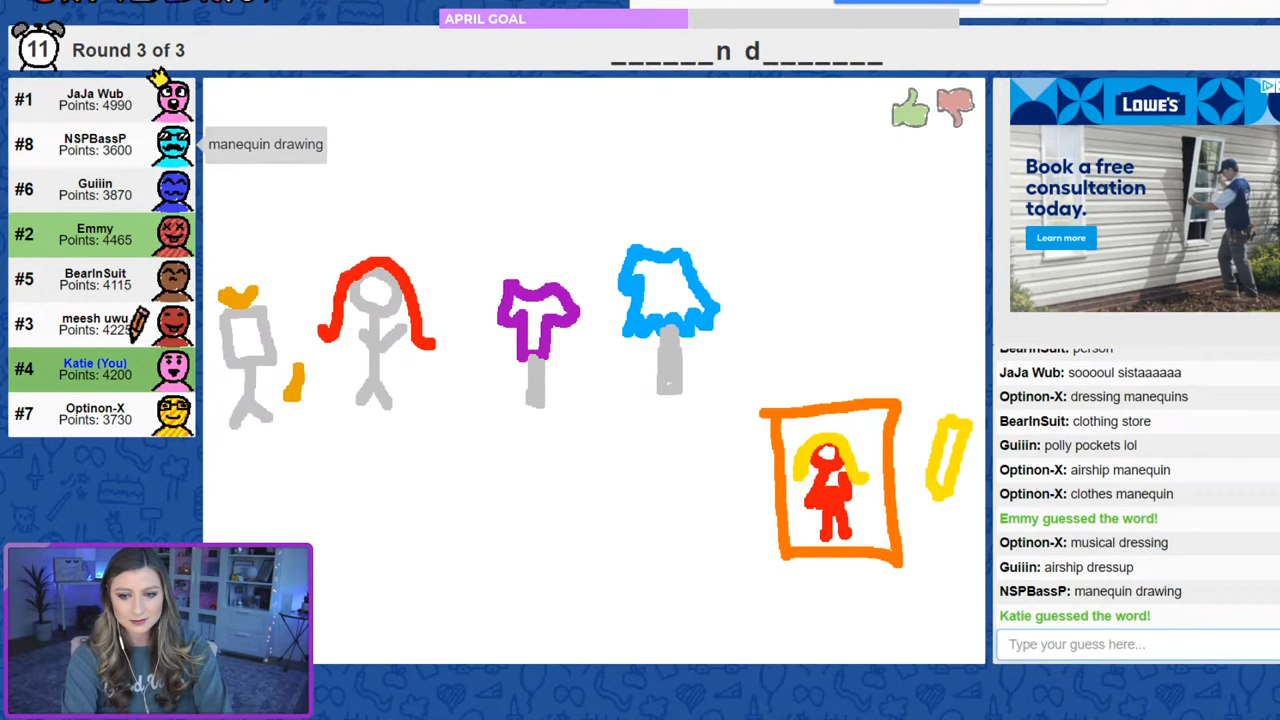 APRIL GOAL
11
Round 3 of 3
______n d_______
#1 JaJa Wub
Points: 4990
#8 NSPBassP
Points: 3600
manequin drawing
#6 Guiiin
Points: 3870
#2 Emmy
Points: 4465
#5 BearInSuit
Points: 4115
#3 meesh uwu
Points: 4225
#4 Katie (You)
Points: 4200
#7 Optinon-X
Points: 3730
LOWE'S
Book a free
consultation
today.
Learn more
BearInSuit: person
JaJa Wub: sooooul sistaaaaaa
Optinon-X: dressing manequins
BearInSuit: clothing store
Guiiin: polly pockets lol
Optinon-X: airship manequin
Optinon-X: clothes manequin
Emmy guessed the word!
Optinon-X: musical dressing
Guiiin: airship dressup
NSPBassP: manequin drawing
Katie guessed the word!
Type your guess here...